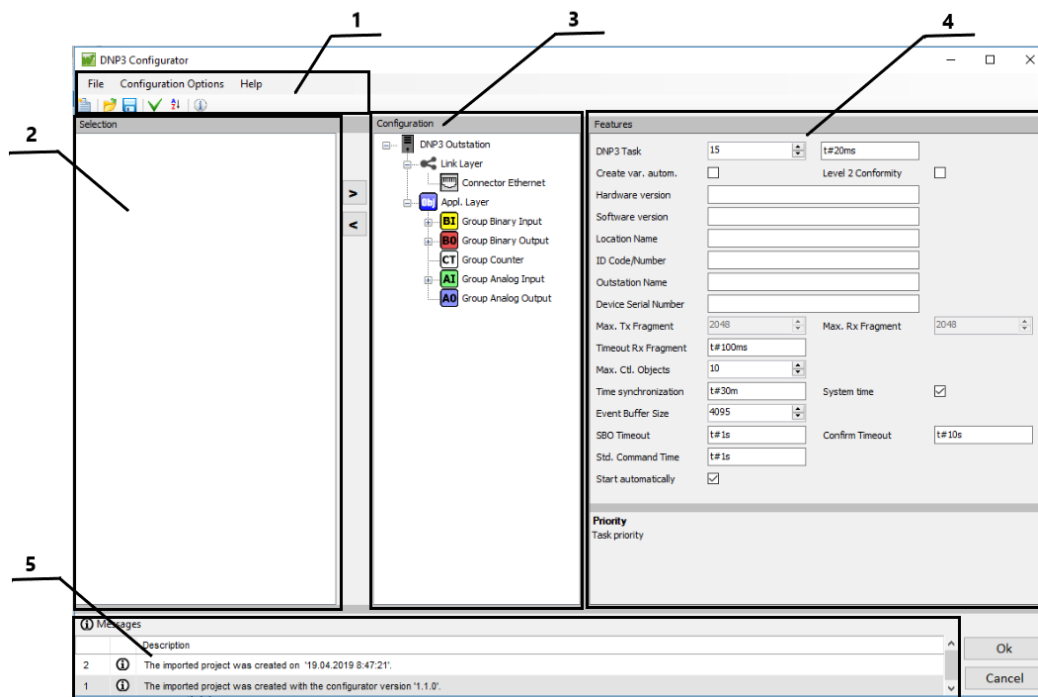 1
3
4
DNP3 Configurator
File Configuration Options Help
2
Selection
Configuration
Features
>
<
DNP3 Outstation
Link Layer
Connector Ethernet
Obj Appl. Layer
BI Group Binary Input
BO Group Binary Output
CT Group Counter
AI Group Analog Input
AO Group Analog Output
DNP3 Task 15 t#20ms
Create var. autom. Level 2 Conformity
Hardware version
Software version
Location Name
ID Code/Number
Outstation Name
Device Serial Number
Max. Tx Fragment 2048 Max. Rx Fragment 2048
Timeout Rx Fragment t#100ms
Max. Ctl. Objects 10
Time synchronization t#30m System time
Event Buffer Size 4095
SBO Timeout t#1s Confirm Timeout t#10s
Std. Command Time t#1s
Start automatically
Priority
Task priority
5
Messages
Description
2 The imported project was created on '19.04.2019 8:47:21'.
1 The imported project was created with the configurator version '1.1.0'.
Ok
Cancel